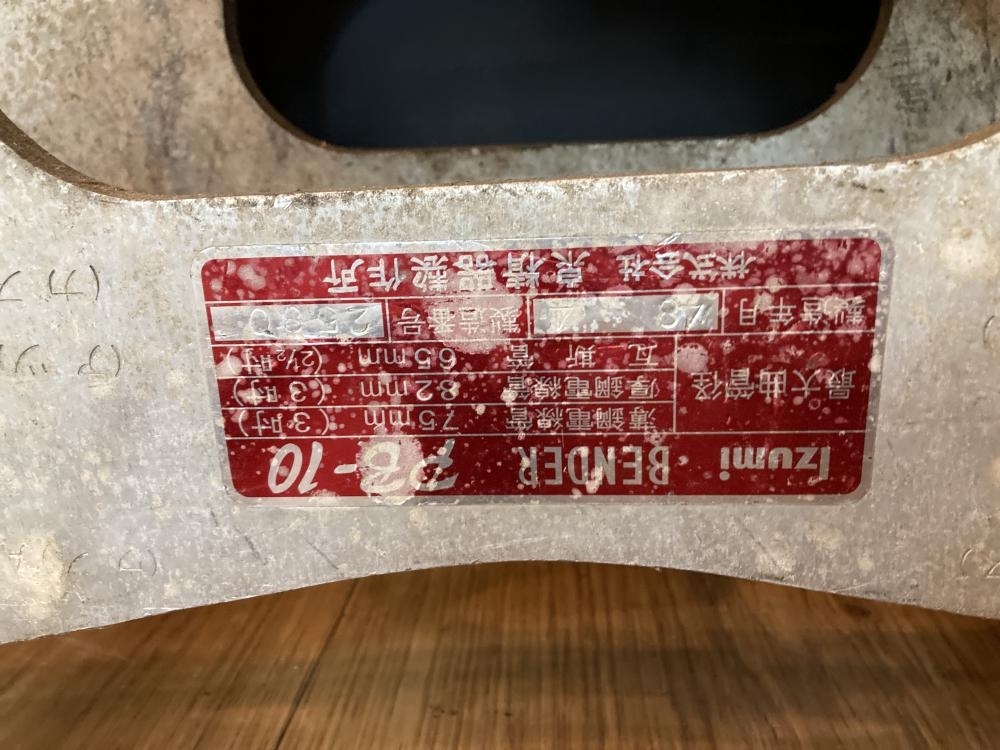 Izumi BENDER PB-10
最大曲管径
薄鋼電線管 75mm (3吋)
厚鋼電線管 82mm (3吋)
瓦斯管 65mm (2½吋)
製造年月 48 製造番号
株式会社 泉精器製作所